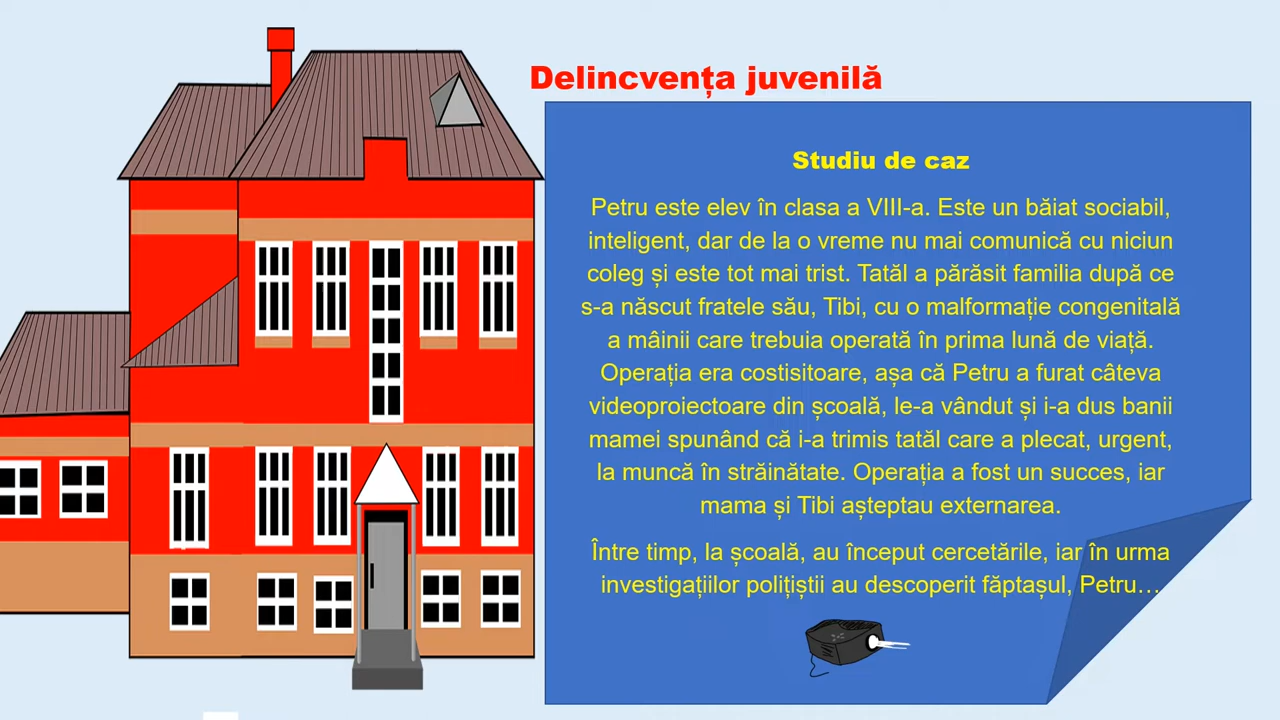 Delincvența juvenilă
Studiu de caz
Petru este elev în clasa a VIII-a. Este un băiat sociabil,
inteligent, dar de la o vreme nu mai comunică cu niciun
coleg și este tot mai trist. Tatăl a părăsit familia după ce
s-a născut fratele său, Tibi, cu o malformație congenitală
a mâinii care trebuia operată în prima lună de viață.
Operația era costisitoare, așa că Petru a furat câteva
videoproiectoare din școală, le-a vândut și i-a dus banii
mamei spunând că i-a trimis tatăl care a plecat, urgent,
la muncă în străinătate. Operația a fost un succes, iar
mama și Tibi așteptau externarea.
Între timp, la școală, au început cercetările, iar în urma
investigațiilor polițiștii au descoperit făptașul, Petru…